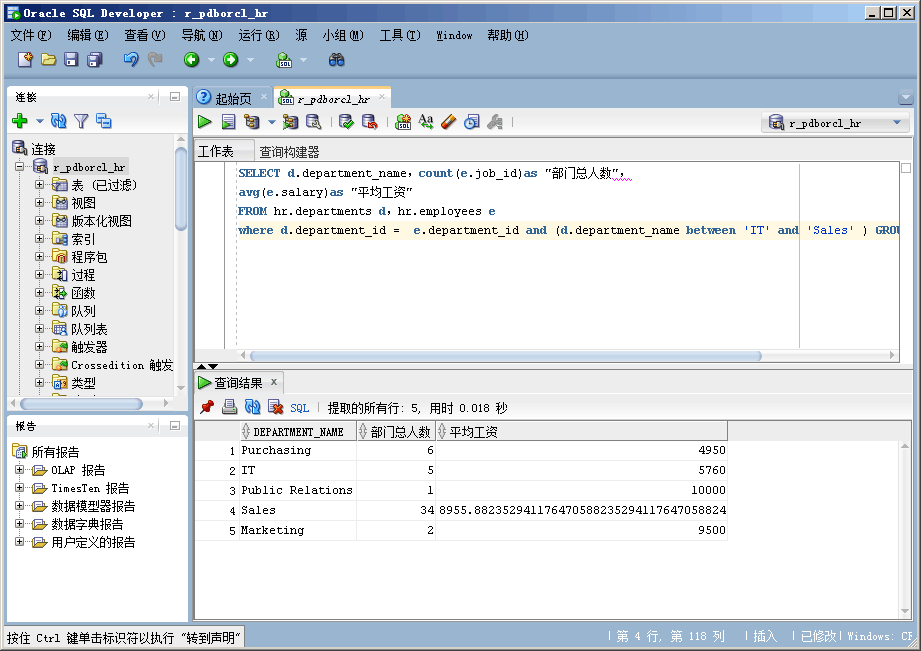 Oracle SQL Developer : r_pdborcl_hr
文件(F) 编辑(E) 查看(V) 导航(N) 运行(R) 源 小组(M) 工具(T) Window 帮助(H)
连接
连接
r_pdborcl_hr
表 (已过滤)
视图
版本化视图
索引
程序包
过程
函数
队列
队列表
触发器
Crossedition 触发
类型
报告
所有报告
OLAP 报告
TimesTen 报告
数据模型器报告
数据字典报告
用户定义的报告
起始页 r_pdborcl_hr
r_pdborcl_hr
工作表 查询构建器
SELECT d.department_name，count(e.job_id)as "部门总人数"，
avg(e.salary)as "平均工资"
FROM hr.departments d，hr.employees e
where d.department_id =  e.department_id and (d.department_name between 'IT' and 'Sales' ) GROU
查询结果
SQL 提取的所有行: 5, 用时 0.018 秒
DEPARTMENT_NAME 部门总人数 平均工资
1 Purchasing 6 4950
2 IT 5 5760
3 Public Relations 1 10000
4 Sales 34 8955.88235294117647058823529411764705882​4
5 Marketing 2 9500
按住 Ctrl 键单击标识符以执行 "转到声明"
第 4 行, 第 118 列 插入 已修改 Windows: CR